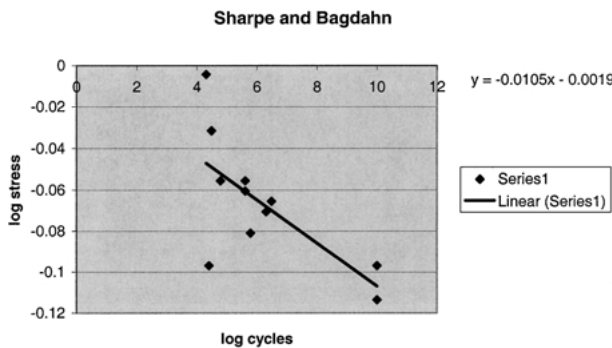 Sharpe and Bagdahn
0
0 2 4 6 8 10 12
-0.02
-0.04
-0.06
-0.08
-0.1
-0.12
y = -0.0105x - 0.0019
log stress
Series1
Linear (Series1)
log cycles